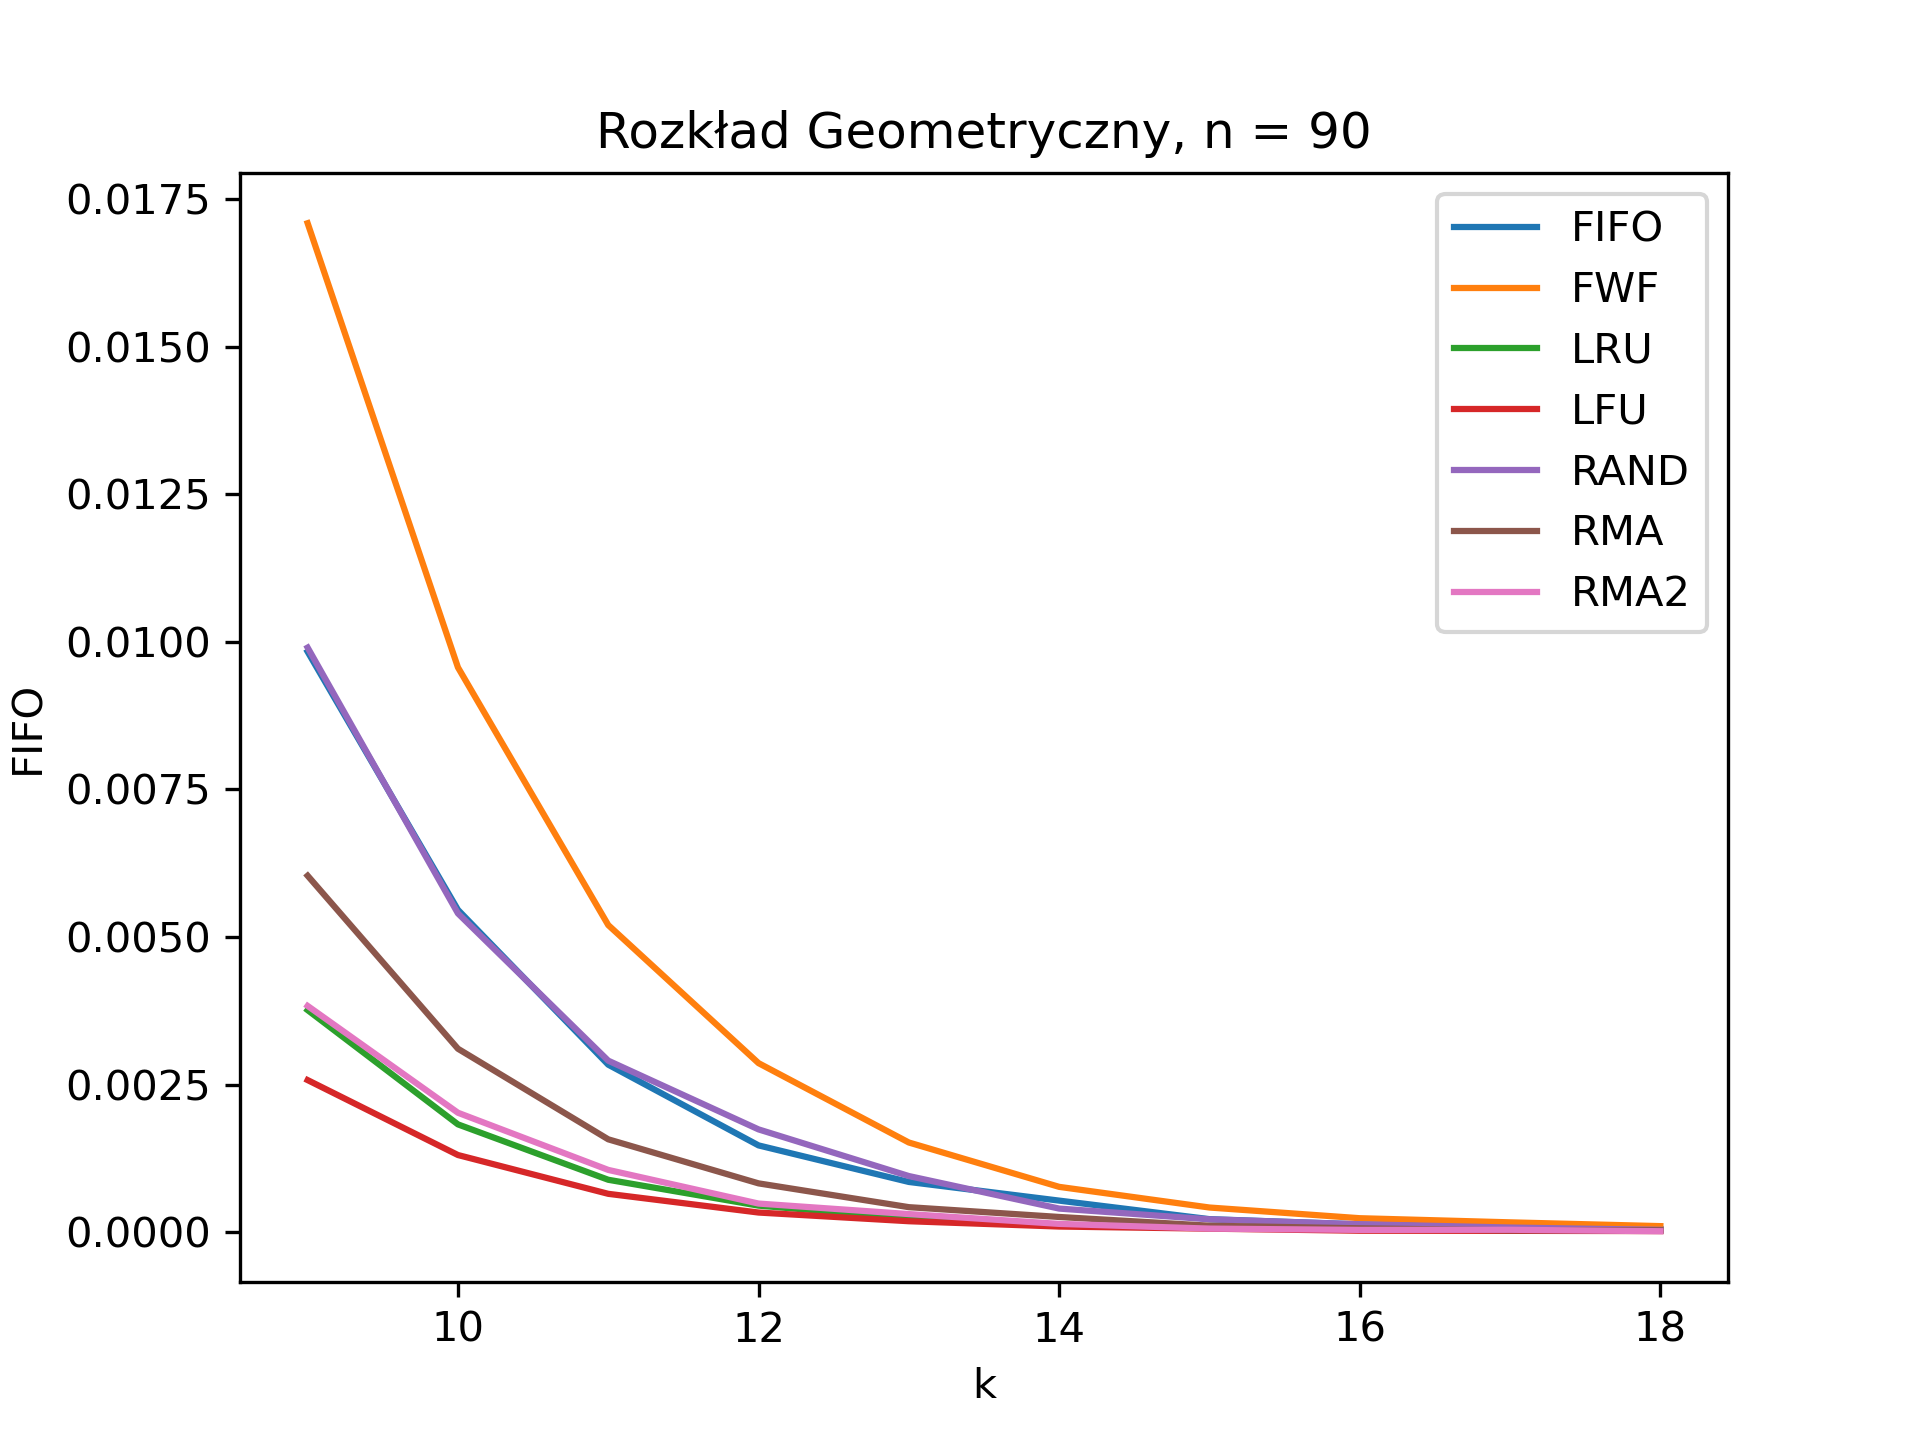 Rozkład Geometryczny, n = 90
0.0175
0.0150
0.0125
0.0100
0.0075
0.0050
0.0025
0.0000
FIFO
10 12 14 16 18
k
FIFO
FWF
LRU
LFU
RAND
RMA
RMA2